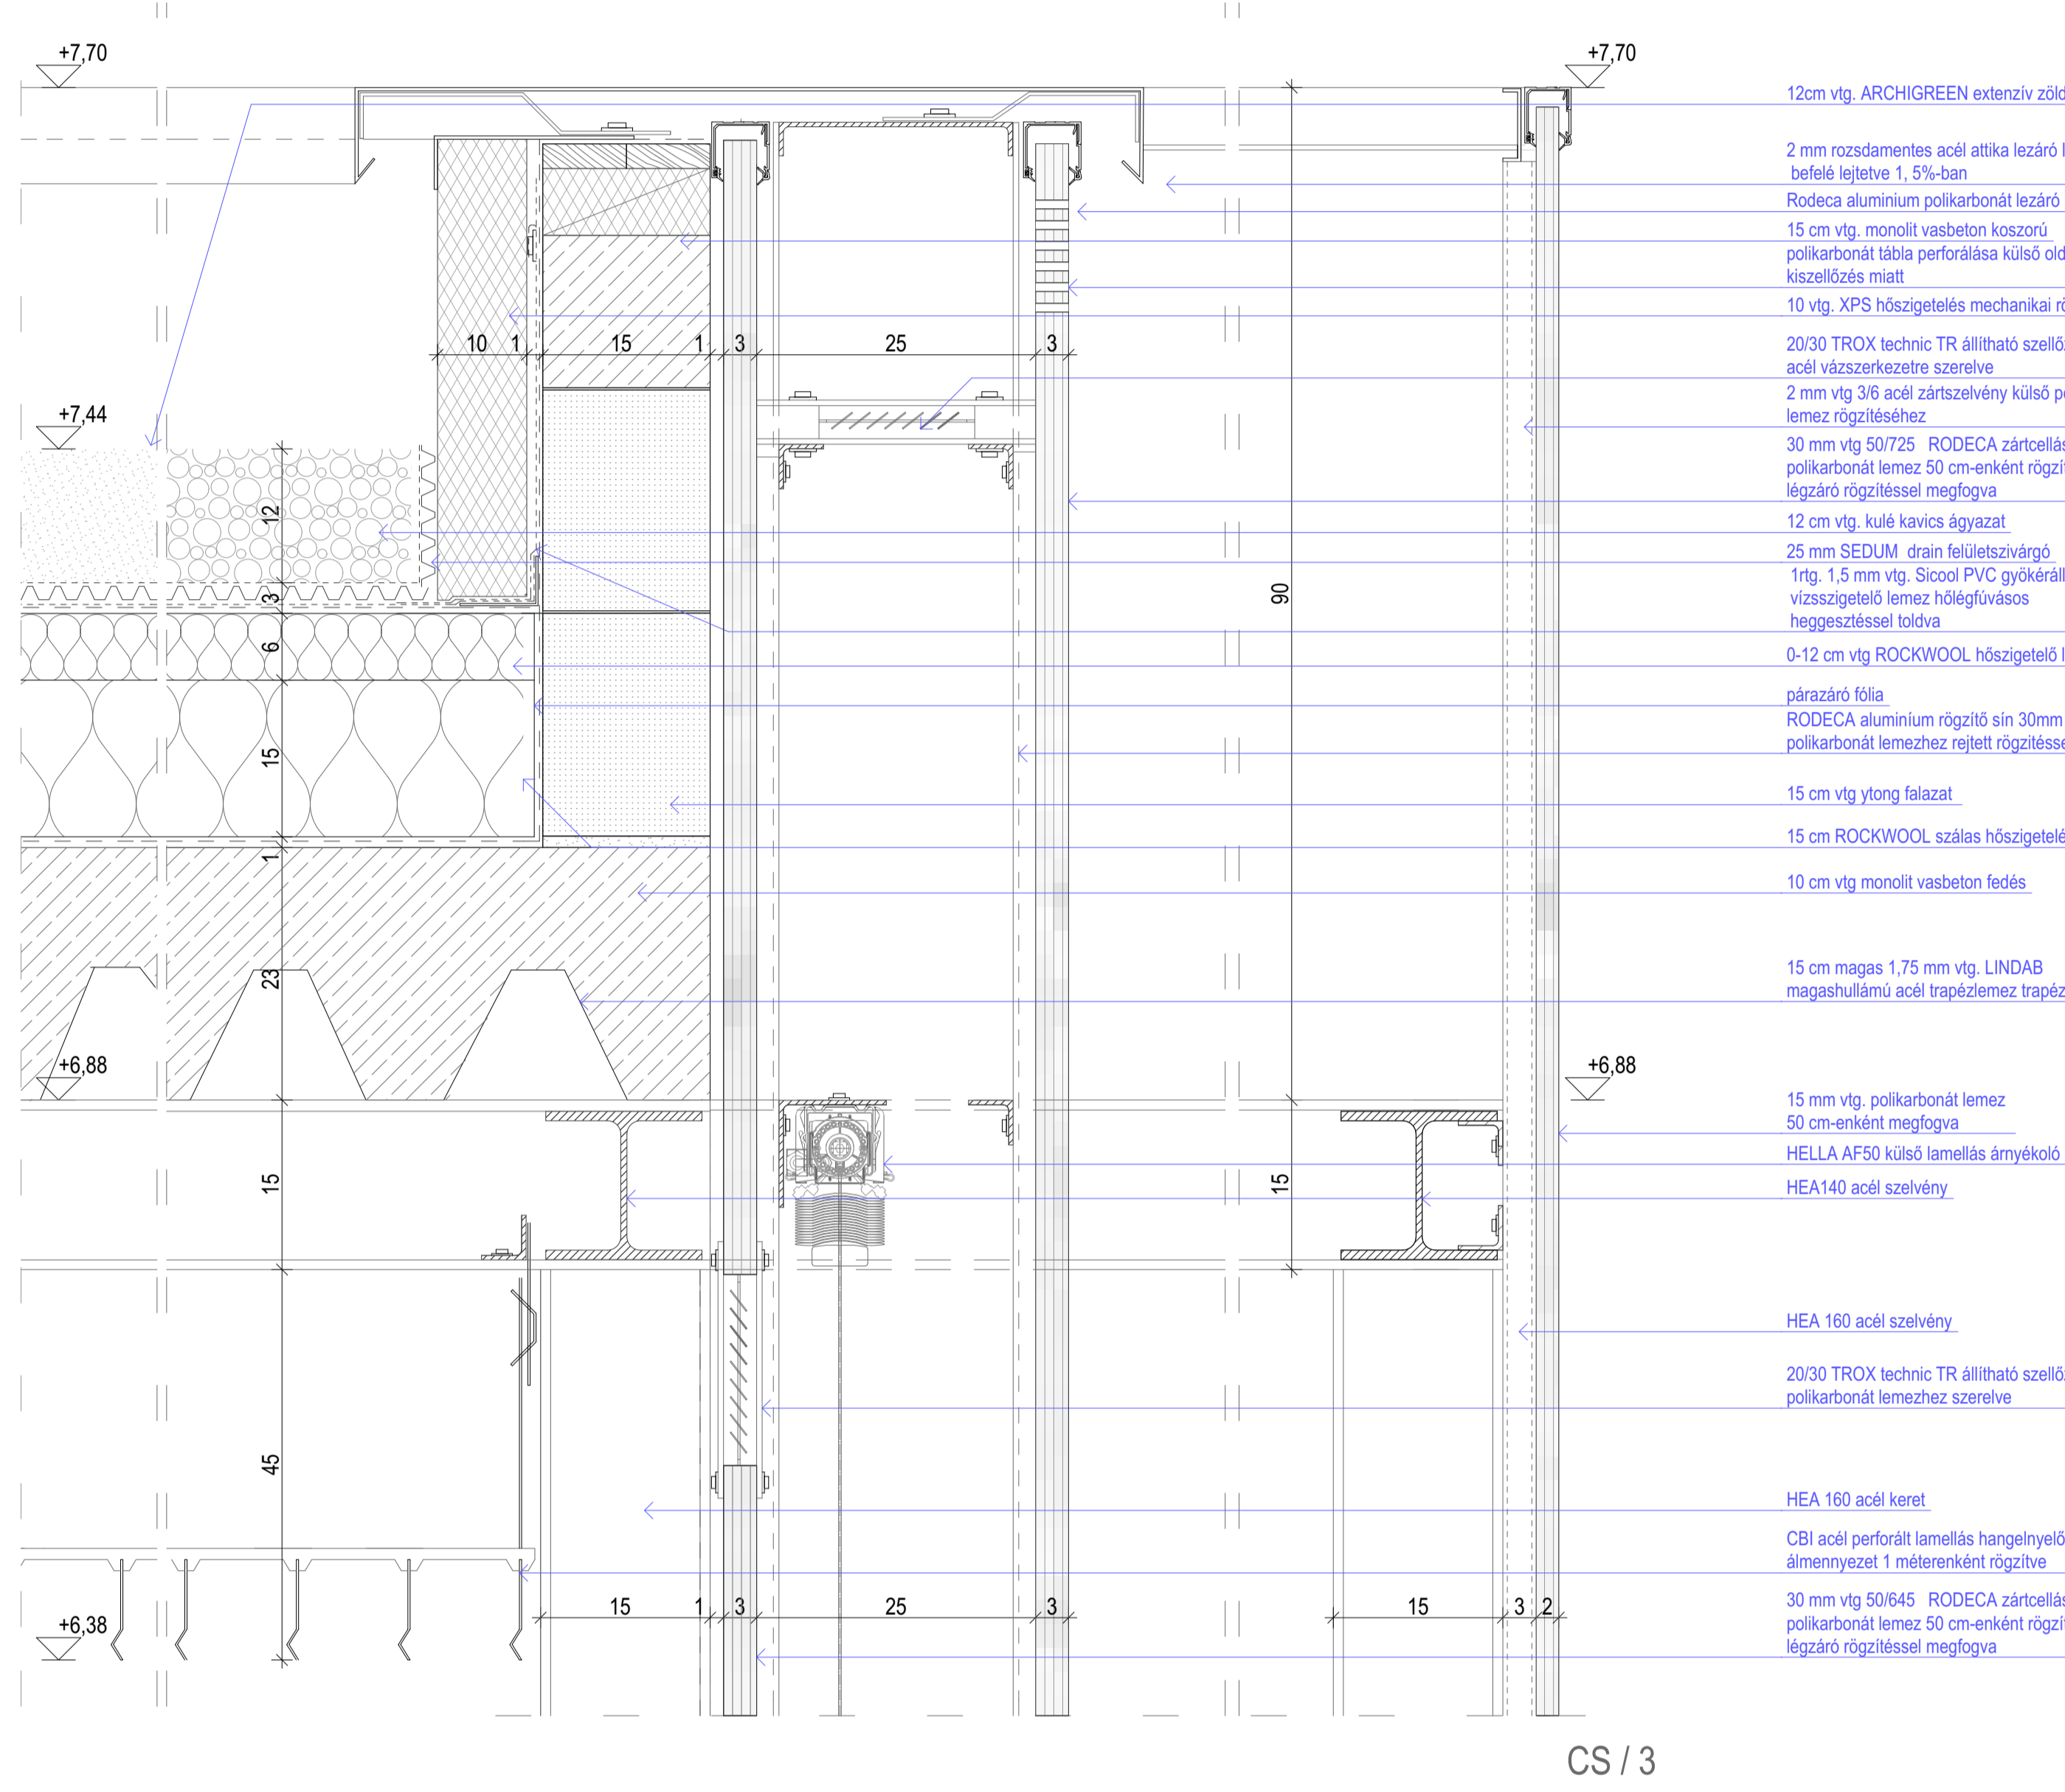 +7,70
+7,70
12cm vtg. ARCHIGREEN extenzív zöld
2 mm rozsdamentes acél attika lezáró l
befelé lejtetve 1, 5%-ban
Rodeca aluminium polikarbonát lezáró
15 cm vtg. monolit vasbeton koszorú
polikarbonát tábla perforálása külső old
kiszellőzés miatt
10 vtg. XPS hőszigetelés mechanikai rö
10 1 15 1 3 25 3
20/30 TROX technic TR állítható szellőz
acél vázszerkezetre szerelve
2 mm vtg 3/6 acél zártszelvény külső po
lemez rögzítéséhez
+7,44
30 mm vtg 50/725 RODECA zártcellás
polikarbonát lemez 50 cm-enként rögzít
légzáró rögzítéssel megfogva
12
12 cm vtg. kulé kavics ágyazat
25 mm SEDUM drain felületszivárgó
1rtg. 1,5 mm vtg. Sicool PVC gyökéráll
vízsszigetelő lemez hőlégfúvásos
heggesztéssel toldva
3
90
6
0-12 cm vtg ROCKWOOL hőszigetelő l
párazáró fólia
RODECA alumínium rögzítő sín 30mm
polikarbonát lemezhez rejtett rögzitésse
15
15 cm vtg ytong falazat
15 cm ROCKWOOL szálas hőszigetelé
1
10 cm vtg monolit vasbeton fedés
23
15 cm magas 1,75 mm vtg. LINDAB
magashullámú acél trapézlemez trapéz
+6,88
+6,88
15 mm vtg. polikarbonát lemez
50 cm-enként megfogva
HELLA AF50 külső lamellás árnyékoló
15
15
HEA140 acél szelvény
HEA 160 acél szelvény
20/30 TROX technic TR állítható szellőz
polikarbonát lemezhez szerelve
45
HEA 160 acél keret
CBI acél perforált lamellás hangelnyelő
álmennyezet 1 méterenként rögzítve
15 1 3 25 3 15 3 2
30 mm vtg 50/645 RODECA zártcellás
polikarbonát lemez 50 cm-enként rögzít
légzáró rögzítéssel megfogva
+6,38
CS / 3